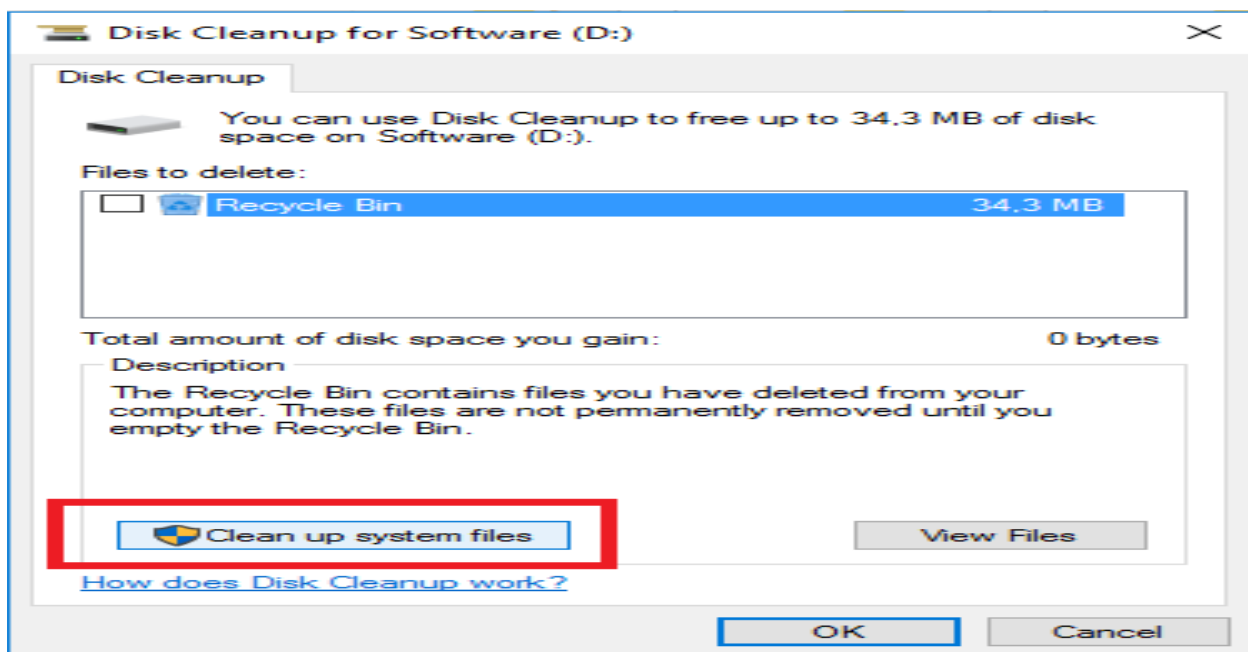 Disk Cleanup for Software (D:)
Disk Cleanup
You can use Disk Cleanup to free up to 34,3 MB of disk
space on Software (D:).
Files to delete:
Recycle Bin 34,3 MB
Total amount of disk space you gain: 0 bytes
Description
The Recycle Bin contains files you have deleted from your
computer. These files are not permanently removed until you
empty the Recycle Bin.
Clean up system files View Files
How does Disk Cleanup work?
OK Cancel